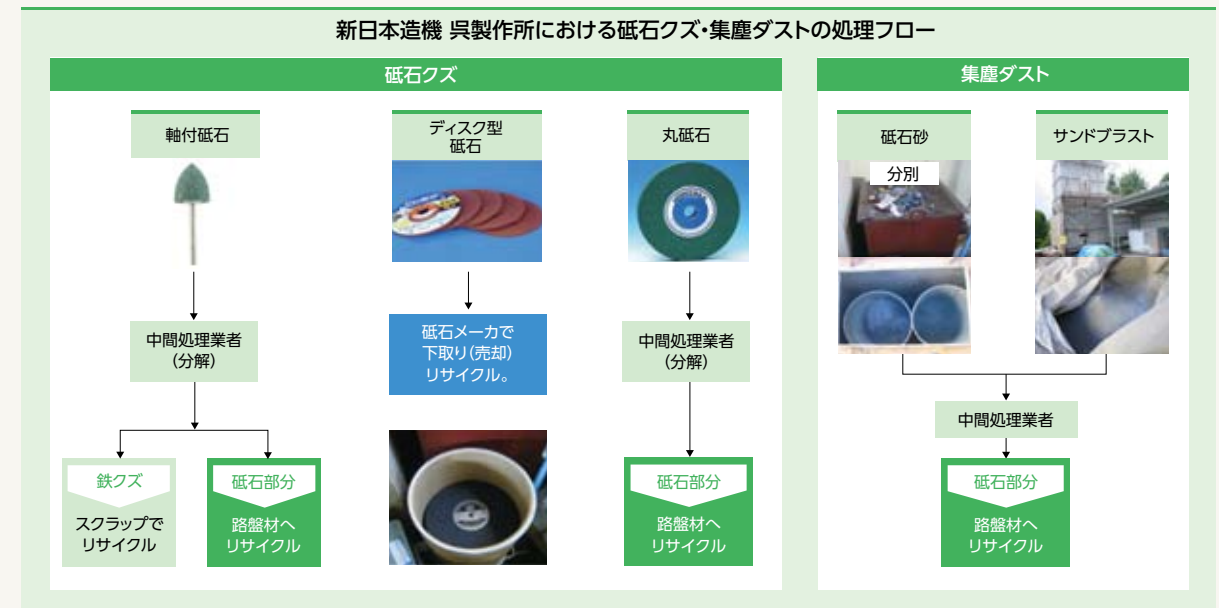 新日本造機 呉製作所における砥石クズ・集塵ダストの処理フロー
砥石クズ
軸付砥石
ディスク型
砥石
丸砥石
中間処理業者
(分解)
砥石メーカで
下取り(売却)
リサイクル。
中間処理業者
(分解)
鉄クズ
スクラップで
リサイクル
砥石部分
路盤材へ
リサイクル
砥石部分
路盤材へ
リサイクル
集塵ダスト
砥石砂
サンドブラスト
分別
中間処理業者
砥石部分
路盤材へ
リサイクル